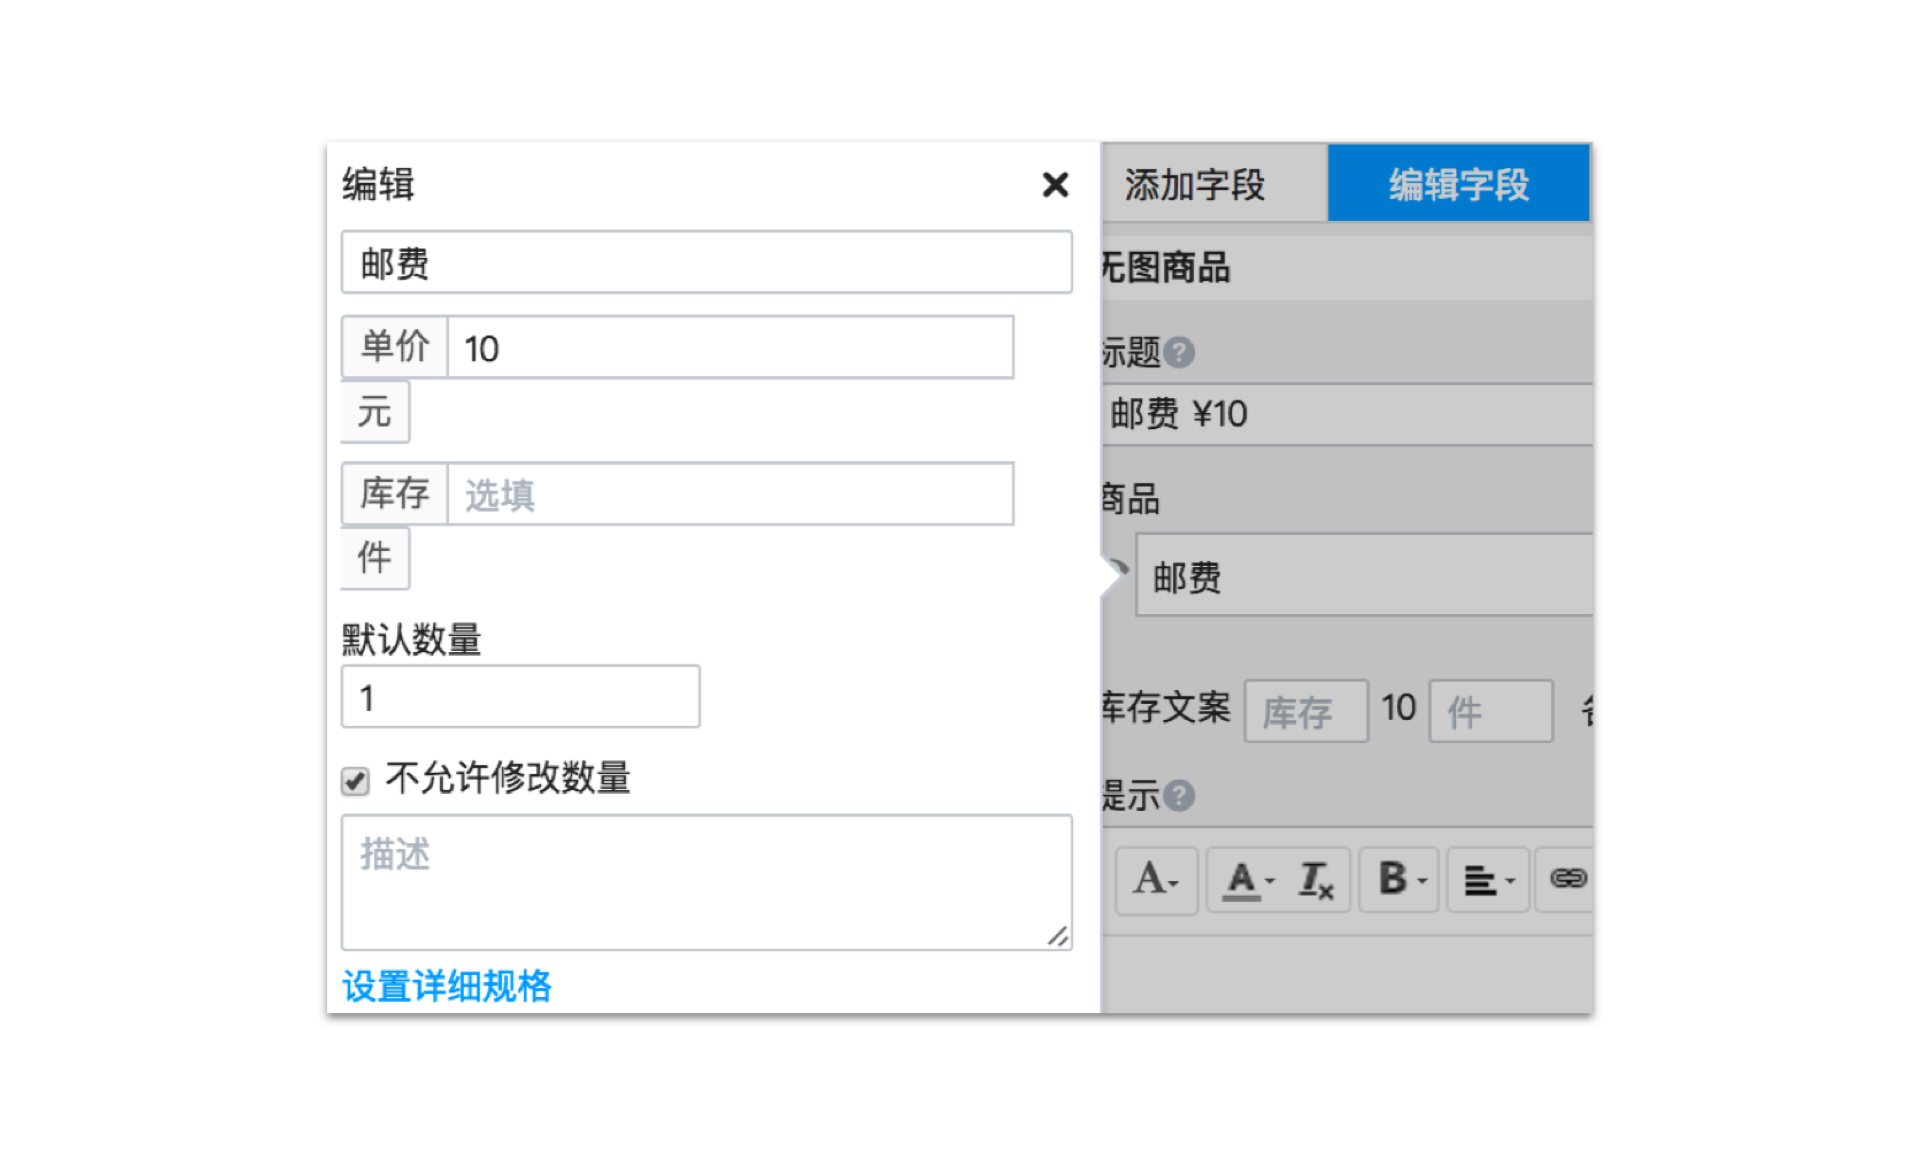 编辑
邮费
单价 10
元
库存 选填
件
默认数量
1
不允许修改数量
描述
设置详细规格
添加字段 编辑字段
无图商品
标题?
邮费 ¥10
商品
邮费
库存文案 库存 10 件
提示?
A A Tx B